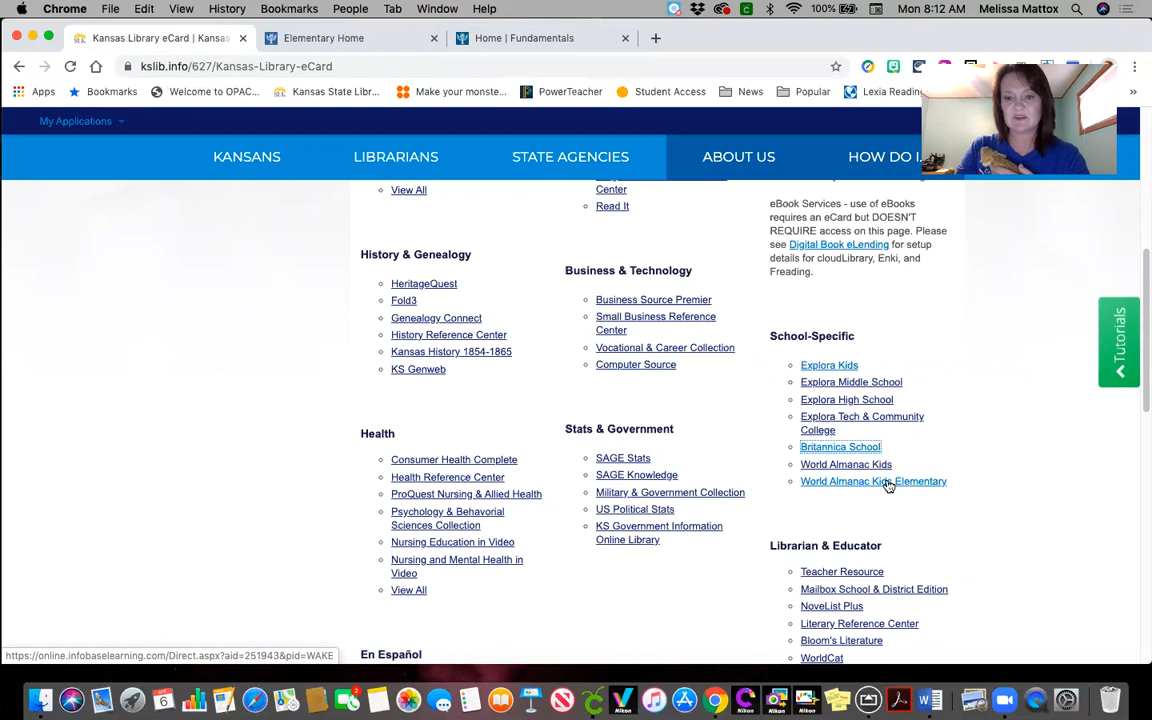 Chrome File Edit View History Bookmarks People Tab Window Help 100% Mon 8:12 AM Melissa Mattox
Kansas Library eCard | Kansas Elementary Home Home | Fundamentals
kslib.info/627/Kansas-Library-eCard
Apps Bookmarks Welcome to OPAC... Kansas State Libr... Make your monste... PowerTeacher Student Access News Popular Lexia Reading
My Applications
KANSANS LIBRARIANS STATE AGENCIES ABOUT US HOW DO I...
View All
Center
Read It
eBook Services - use of eBooks
requires an eCard but DOESN'T
REQUIRE access on this page. Please
see Digital Book eLending for setup
details for cloudLibrary, Enki, and
Freading.
History & Genealogy
HeritageQuest
Fold3
Genealogy Connect
History Reference Center
Kansas History 1854-1865
KS Genweb
Business & Technology
Business Source Premier
Small Business Reference
Center
Vocational & Career Collection
Computer Source
School-Specific
Explora Kids
Explora Middle School
Explora High School
Explora Tech & Community
College
Britannica School
World Almanac Kids
World Almanac Kids Elementary
Tutorials
Health
Consumer Health Complete
Health Reference Center
ProQuest Nursing & Allied Health
Psychology & Behavorial
Sciences Collection
Nursing Education in Video
Nursing and Mental Health in
Video
View All
Stats & Government
SAGE Stats
SAGE Knowledge
Military & Government Collection
US Political Stats
KS Government Information
Online Library
Librarian & Educator
Teacher Resource
Mailbox School & District Edition
NoveList Plus
Literary Reference Center
Bloom's Literature
WorldCat
En Español
https://online.infobaselearning.com/Direct.aspx?aid=251943&pid=WAKE